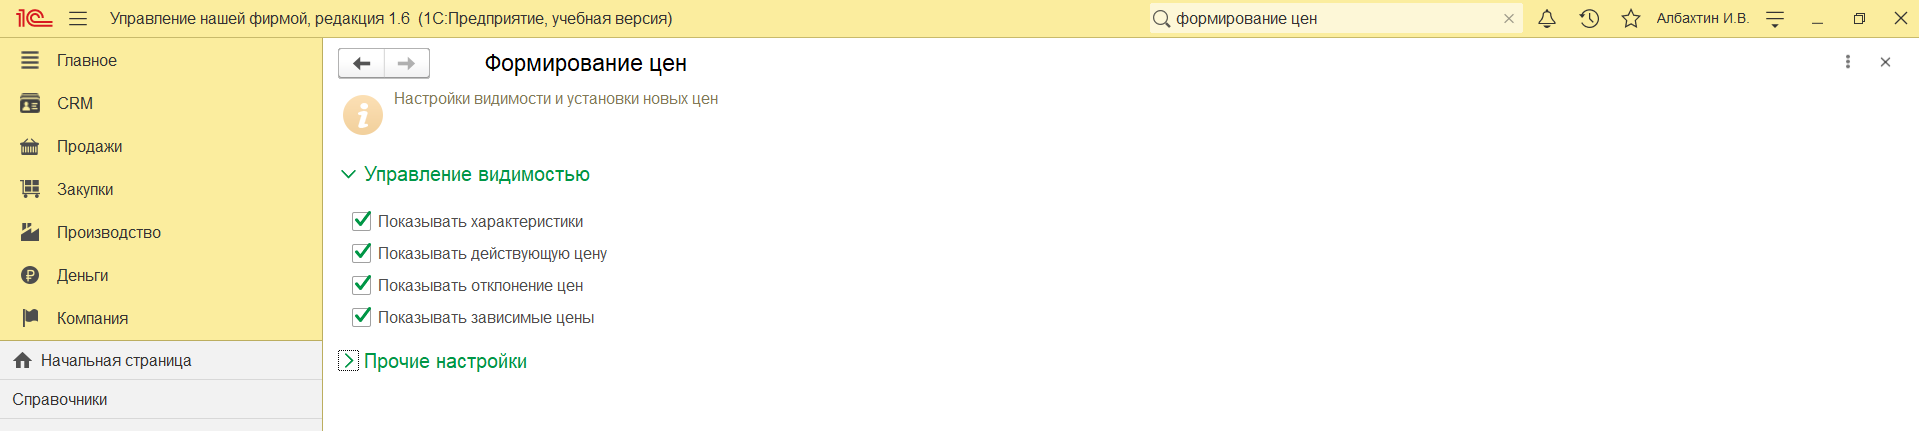 1С Управление нашей фирмой, редакция 1.6 (1С:Предприятие, учебная версия) формирование цен Албахтин И.В.
Главное
CRM
Продажи
Закупки
Производство
Деньги
Компания
Начальная страница
Справочники
Формирование цен
Настройки видимости и установки новых цен
Управление видимостью
Показывать характеристики
Показывать действующую цену
Показывать отклонение цен
Показывать зависимые цены
Прочие настройки